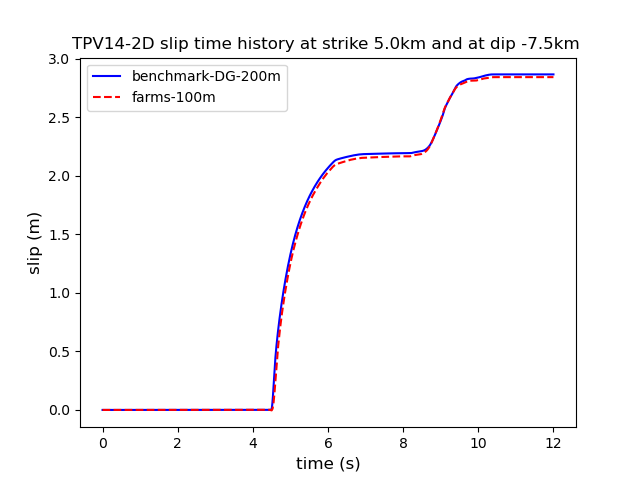 TPV14-2D slip time history at strike 5.0km and at dip -7.5km
benchmark-DG-200m
farms-100m
3.0
2.5
2.0
1.5
1.0
0.5
0.0
slip (m)
0 2 4 6 8 10 12
time (s)